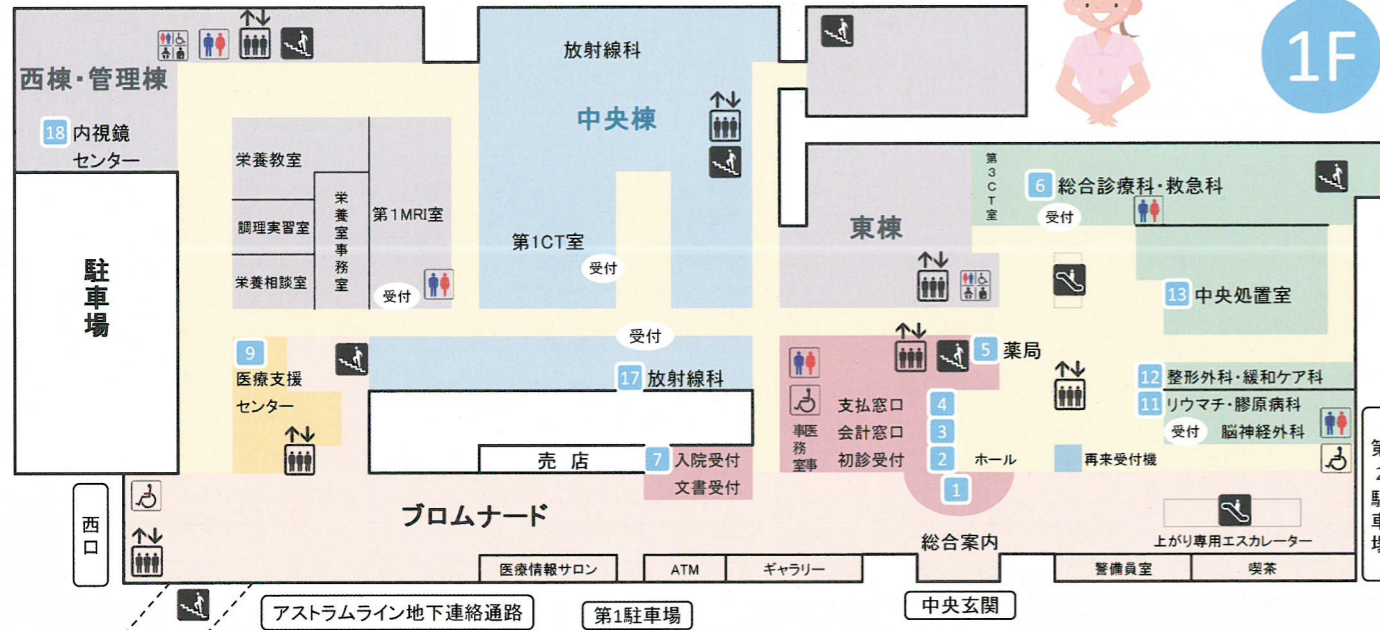 1F
西棟・管理棟
18 内視鏡
センター
駐車場
栄養教室
調理実習室
栄養相談室
栄養室事務室
第1MRI室
受付
放射線科
中央棟
第1CT室
受付
受付
17 放射線科
東棟
第3CT室
6 総合診療科・救急科
受付
13 中央処置室
9
医療支援
センター
5 薬局
支払窓口 4
会計窓口 3
初診受付 2
医事
務
室事
ホール
1
総合案内
再来受付機
12 整形外科・緩和ケア科
11 リウマチ・膠原病科
受付 脳神経外科
売店
7 入院受付
文書受付
ブロムナード
西口
上がり専用エスカレーター
医療情報サロン
ATM
ギャラリー
警備員室
喫茶
アストラムライン地下連絡通路
第1駐車場
中央玄関
第2駐車場